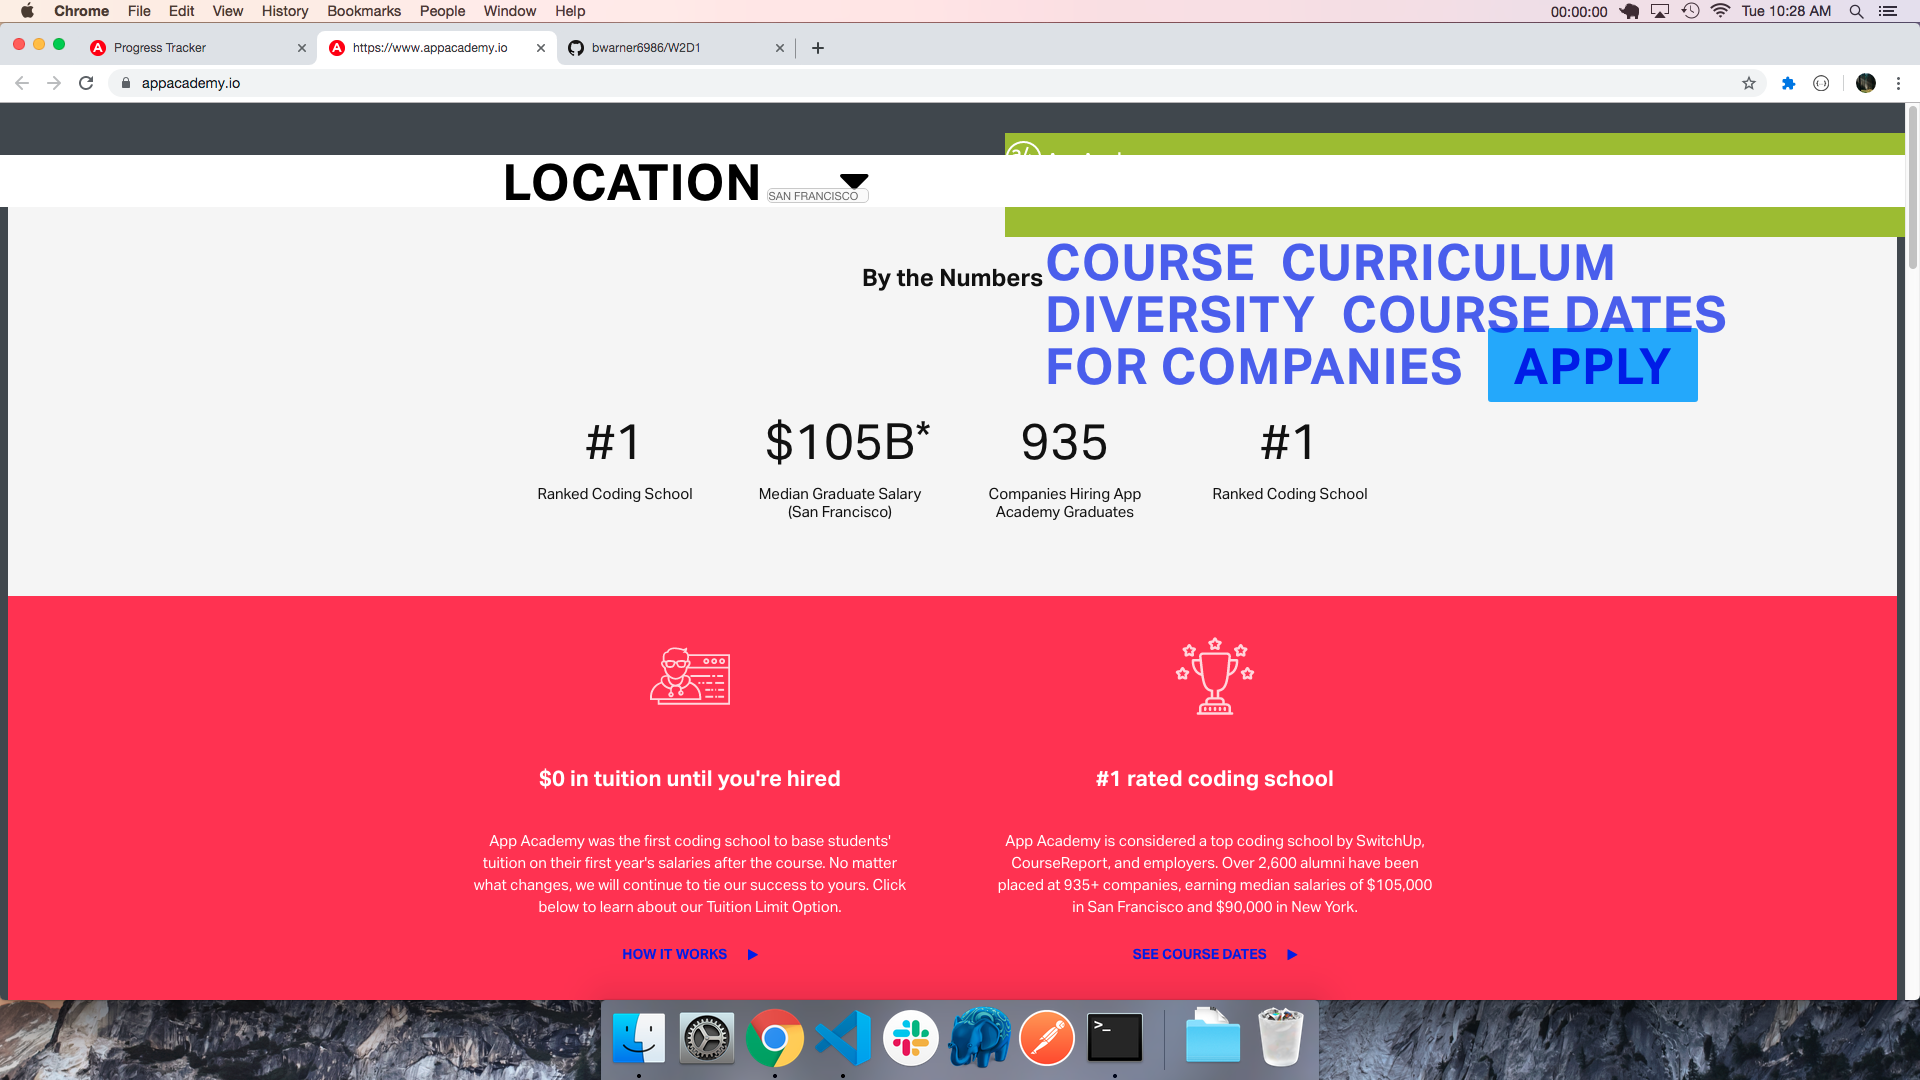 Chrome File Edit View History Bookmarks People Window Help 00:00:00 Tue 10:28 AM
Progress Tracker https://www.appacademy.io bwarner6986/W2D1
appacademy.io
LOCATION SAN FRANCISCO
By the Numbers
COURSE CURRICULUM
DIVERSITY COURSE DATES
FOR COMPANIES APPLY
#1 $105B* 935 #1
Ranked Coding School
Median Graduate Salary
(San Francisco)
Companies Hiring App
Academy Graduates
Ranked Coding School
$0 in tuition until you're hired
App Academy was the first coding school to base students'
tuition on their first year's salaries after the course. No matter
what changes, we will continue to tie our success to yours. Click
below to learn about our Tuition Limit Option.
HOW IT WORKS
#1 rated coding school
App Academy is considered a top coding school by SwitchUp,
CourseReport, and employers. Over 2,600 alumni have been
placed at 935+ companies, earning median salaries of $105,000
in San Francisco and $90,000 in New York.
SEE COURSE DATES